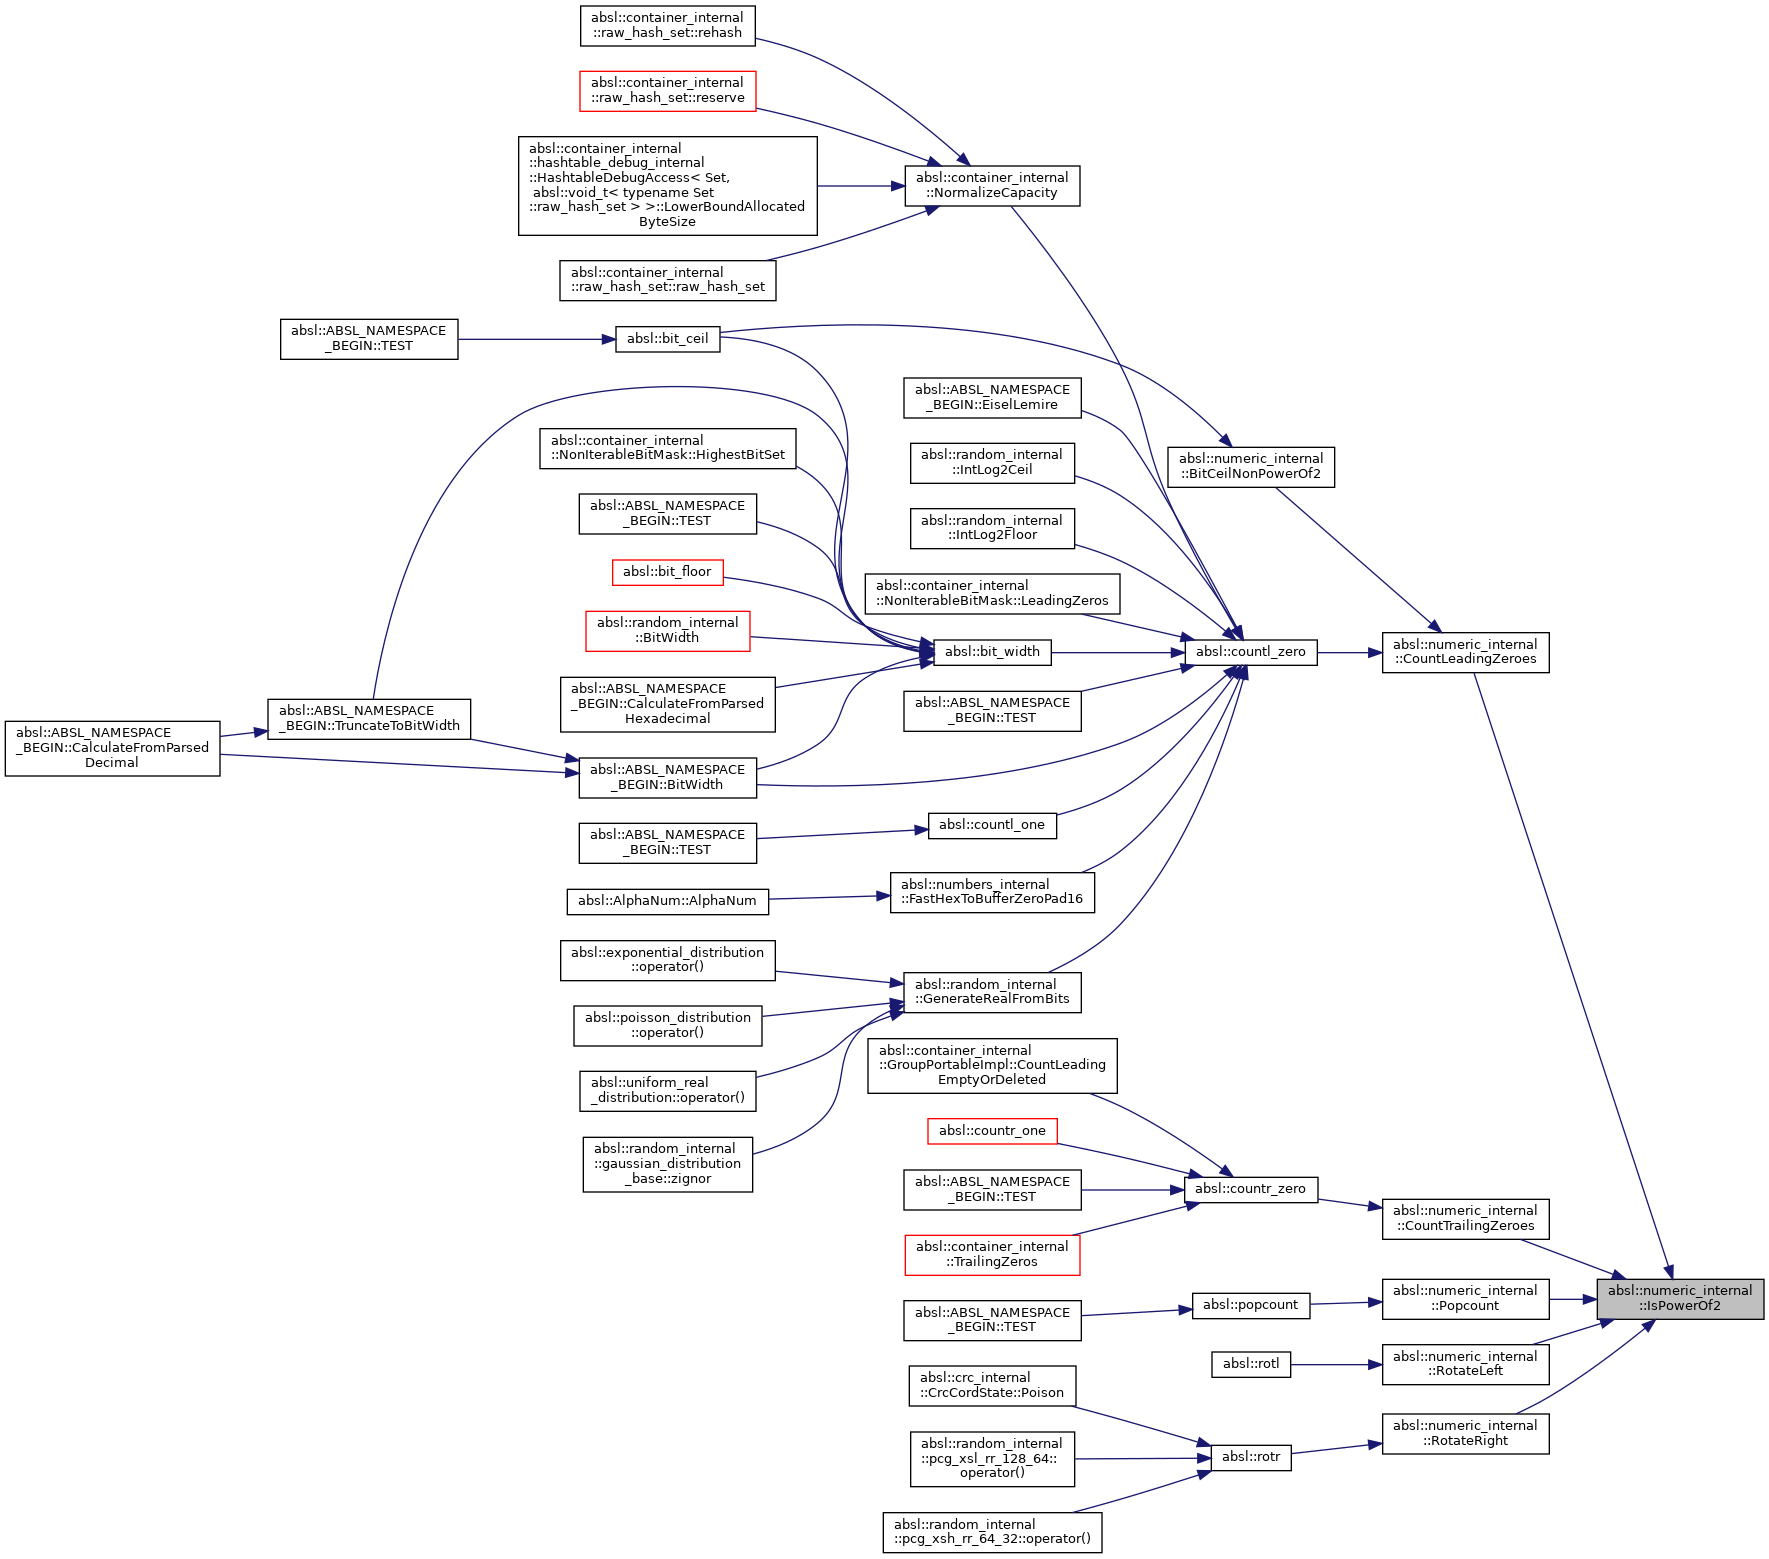 absl::container_internal
::raw_hash_set::rehash
absl::container_internal
::raw_hash_set::reserve
absl::container_internal
::hashtable_debug_internal
::HashtableDebugAccess< Set,
absl::void_t< typename Set
::raw_hash_set > >::LowerBoundAllocated
ByteSize
absl::container_internal
::NormalizeCapacity
absl::container_internal
::raw_hash_set::raw_hash_set
absl::ABSL_NAMESPACE
_BEGIN::TEST
absl::bit_ceil
absl::ABSL_NAMESPACE
_BEGIN::EiselLemire
absl::container_internal
::NonIterableBitMask::HighestBitSet
absl::random_internal
::IntLog2Ceil
absl::numeric_internal
::BitCeilNonPowerOf2
absl::ABSL_NAMESPACE
_BEGIN::TEST
absl::random_internal
::IntLog2Floor
absl::bit_floor
absl::container_internal
::NonIterableBitMask::LeadingZeros
absl::random_internal
::BitWidth
absl::bit_width
absl::countl_zero
absl::numeric_internal
::CountLeadingZeroes
absl::ABSL_NAMESPACE
_BEGIN::CalculateFromParsed
Hexadecimal
absl::ABSL_NAMESPACE
_BEGIN::TEST
absl::ABSL_NAMESPACE
_BEGIN::TruncateToBitWidth
absl::ABSL_NAMESPACE
_BEGIN::CalculateFromParsed
Decimal
absl::ABSL_NAMESPACE
_BEGIN::BitWidth
absl::countl_one
absl::ABSL_NAMESPACE
_BEGIN::TEST
absl::numbers_internal
::FastHexToBufferZeroPad16
absl::AlphaNum::AlphaNum
absl::exponential_distribution
::operator()
absl::random_internal
::GenerateRealFromBits
absl::poisson_distribution
::operator()
absl::uniform_real
_distribution::operator()
absl::random_internal
::gaussian_distribution
_base::zignor
absl::container_internal
::GroupPortableImpl::CountLeading
EmptyOrDeleted
absl::countr_one
absl::ABSL_NAMESPACE
_BEGIN::TEST
absl::countr_zero
absl::numeric_internal
::CountTrailingZeroes
absl::container_internal
::TrailingZeros
absl::numeric_internal
::IsPowerOf2
absl::numeric_internal
::Popcount
absl::popcount
absl::ABSL_NAMESPACE
_BEGIN::TEST
absl::rotl
absl::numeric_internal
::RotateLeft
absl::crc_internal
::CrcCordState::Poison
absl::numeric_internal
::RotateRight
absl::rotr
absl::random_internal
::pcg_xsl_rr_128_64::
operator()
absl::random_internal
::pcg_xsh_rr_64_32::operator()